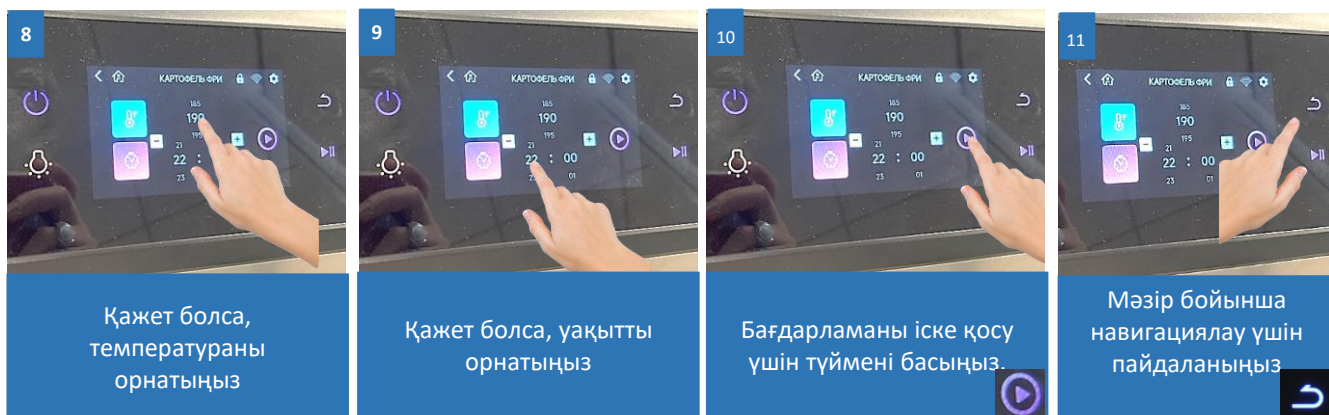 8
КАРТОФЕЛЬ ФРИ
185
190
195
21
22 :
23
Қажет болса,
температураны
орнатыңыз
9
КАРТОФЕЛЬ ФРИ
185
190
195
21
22 : 00
23 01
Қажет болса, уақытты
орнатыңыз
10
КАРТОФЕЛЬ ФРИ
185
190
195
21
22 : 00
23 01
Бағдарламаны іске қосу
үшін түймені басыңыз.
11
КАРТОФЕЛЬ ФРИ
185
190
195
21
22 : 00
23 01
Мәзір бойынша
навигациялау үшін
пайдаланыңыз